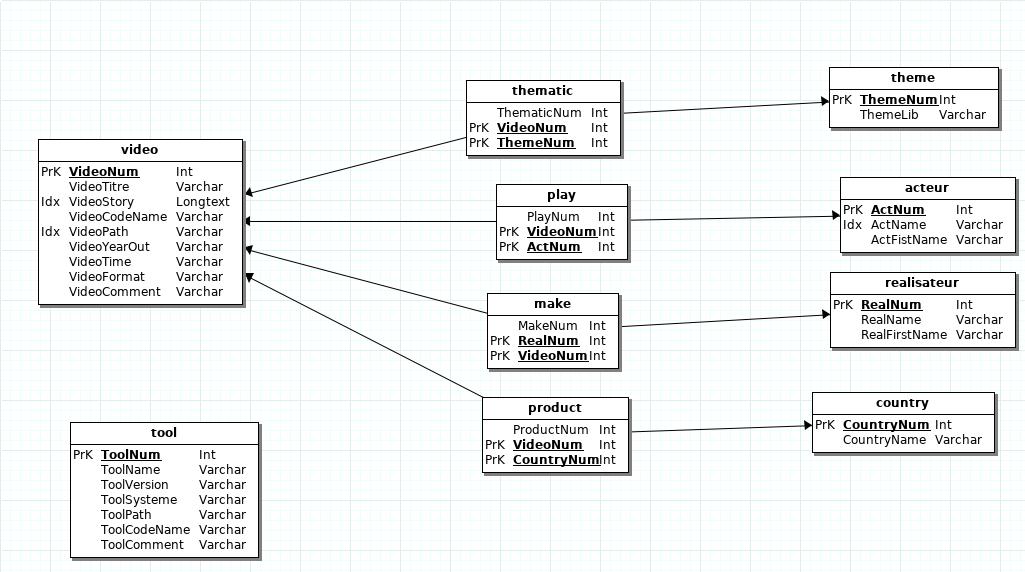 video
PrK VideoNum Int
VideoTitre Varchar
Idx VideoStory Longtext
VideoCodeName Varchar
Idx VideoPath Varchar
VideoYearOut Varchar
VideoTime Varchar
VideoFormat Varchar
VideoComment Varchar
tool
PrK ToolNum Int
ToolName Varchar
ToolVersion Varchar
ToolSysteme Varchar
ToolPath Varchar
ToolCodeName Varchar
ToolComment Varchar
thematic
ThematicNum Int
PrK VideoNum Int
PrK ThemeNum Int
play
PlayNum Int
PrK VideoNum Int
PrK ActNum Int
make
MakeNum Int
PrK RealNum Int
PrK VideoNum Int
product
ProductNum Int
PrK VideoNum Int
PrK CountryNum Int
theme
PrK ThemeNum Int
ThemeLib Varchar
acteur
PrK ActNum Int
Idx ActName Varchar
ActFistName Varchar
realisateur
PrK RealNum Int
RealName Varchar
RealFirstName Varchar
country
PrK CountryNum Int
CountryName Varchar